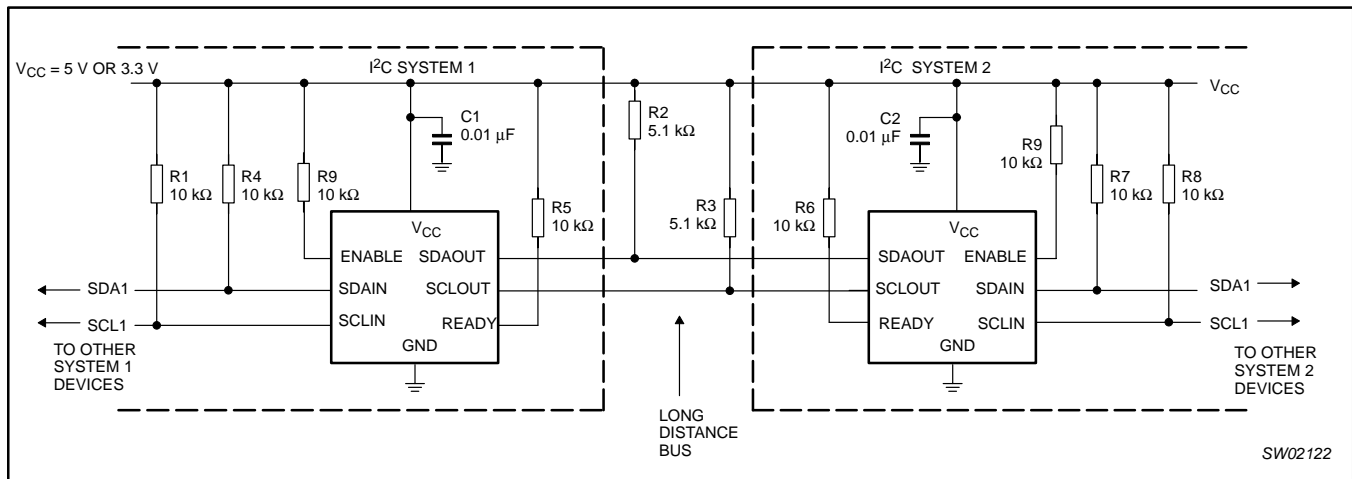 V_CC = 5 V OR 3.3 V
I²C SYSTEM 1
I²C SYSTEM 2
V_CC
C1
0.01 μF
R2
5.1 kΩ
C2
0.01 μF
R9
10 kΩ
R1
10 kΩ
R4
10 kΩ
R9
10 kΩ
R5
10 kΩ
R3
5.1 kΩ
R6
10 kΩ
R7
10 kΩ
R8
10 kΩ
V_CC
ENABLE
SDAOUT
SDAIN
SCLOUT
SCLIN
READY
GND
V_CC
SDAOUT
ENABLE
SCLOUT
SDAIN
READY
SCLIN
GND
SDA1
SCL1
TO OTHER
SYSTEM 1
DEVICES
SDA1
SCL1
TO OTHER
SYSTEM 2
DEVICES
LONG
DISTANCE
BUS
SW02122